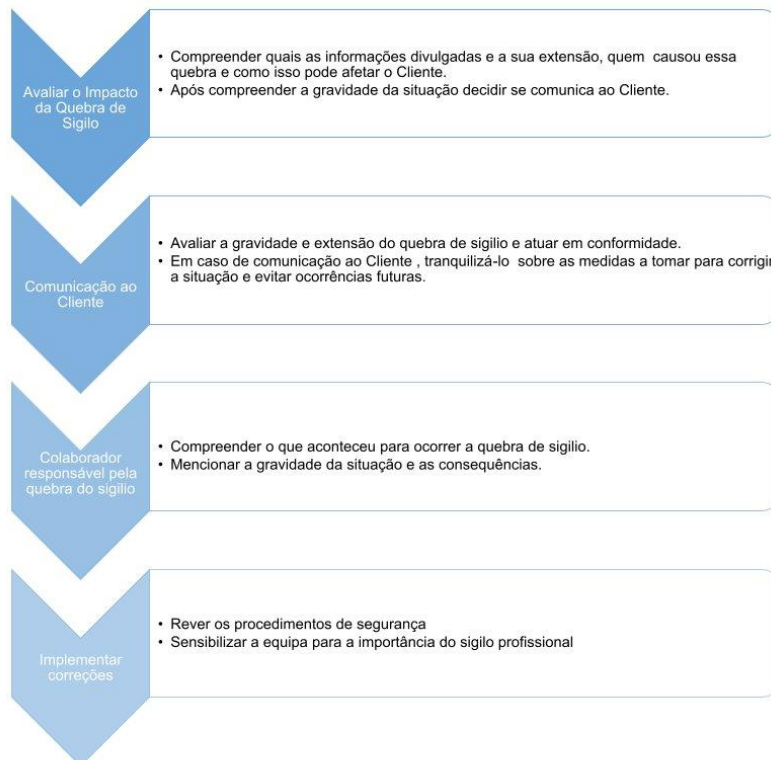 Avaliar o Impacto
da Quebra de
Sigilo
• Compreender quais as informações divulgadas e a sua extensão, quem causou essa
quebra e como isso pode afetar o Cliente.
• Após compreender a gravidade da situação decidir se comunica ao Cliente.
Comunicação ao
Cliente
• Avaliar a gravidade e extensão do quebra de sigilio e atuar em conformidade.
• Em caso de comunicação ao Cliente , tranquilizá-lo sobre as medidas a tomar para corrigir
a situação e evitar ocorrências futuras.
Colaborador
responsável pela
quebra do sigilio
• Compreender o que aconteceu para ocorrer a quebra de sigilio.
• Mencionar a gravidade da situação e as consequências.
Implementar
correções
• Rever os procedimentos de segurança
• Sensibilizar a equipa para a importância do sigilo profissional